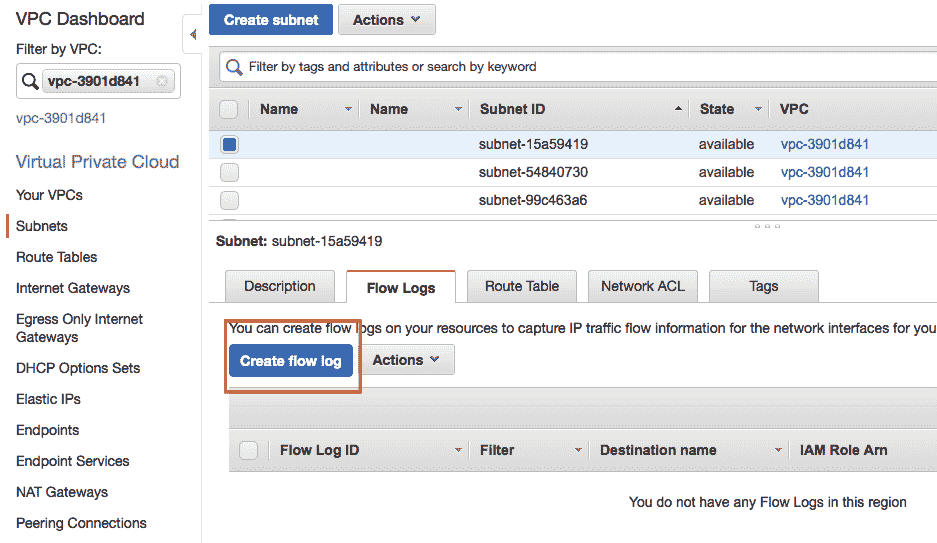 VPC Dashboard
Filter by VPC:
vpc-3901d841
vpc-3901d841
Virtual Private Cloud
Your VPCs
Subnets
Route Tables
Internet Gateways
Egress Only Internet
Gateways
DHCP Options Sets
Elastic IPs
Endpoints
Endpoint Services
NAT Gateways
Peering Connections
Create subnet Actions
Filter by tags and attributes or search by keyword
Name Name Subnet ID State VPC
subnet-15a59419 available vpc-3901d841
subnet-54840730 available vpc-3901d841
subnet-99c463a6 available vpc-3901d841
Subnet: subnet-15a59419
Description Flow Logs Route Table Network ACL Tags
You can create flow logs on your resources to capture IP traffic flow information for the network interfaces for you
Create flow log Actions
Flow Log ID Filter Destination name IAM Role Arn
You do not have any Flow Logs in this region